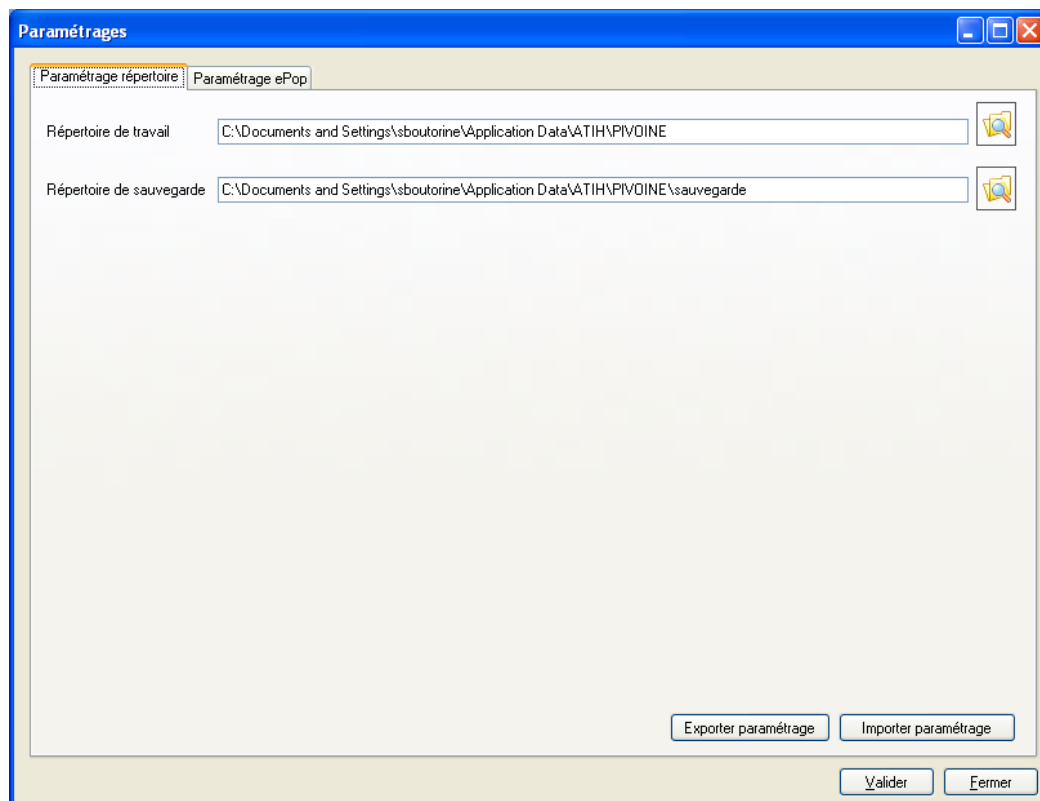 Paramétrages
Paramétrage répertoire Paramétrage ePop
Répertoire de travail C:\Documents and Settings\sboutorine\Application Data\ATIH\PIVOINE
Répertoire de sauvegarde C:\Documents and Settings\sboutorine\Application Data\ATIH\PIVOINE\sauvegarde
Exporter paramétrage Importer paramétrage
Valider Fermer